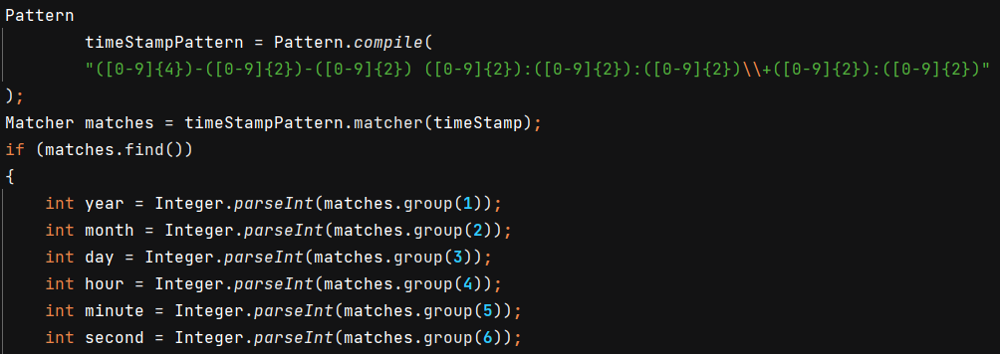 Pattern
        timeStampPattern = Pattern.compile(
        "([0-9]{4})-([0-9]{2})-([0-9]{2}) ([0-9]{2}):([0-9]{2}):([0-9]{2})\\+([0-9]{2}):([0-9]{2})"
);
Matcher matches = timeStampPattern.matcher(timeStamp);
if (matches.find())
{
    int year = Integer.parseInt(matches.group(1));
    int month = Integer.parseInt(matches.group(2));
    int day = Integer.parseInt(matches.group(3));
    int hour = Integer.parseInt(matches.group(4));
    int minute = Integer.parseInt(matches.group(5));
    int second = Integer.parseInt(matches.group(6));